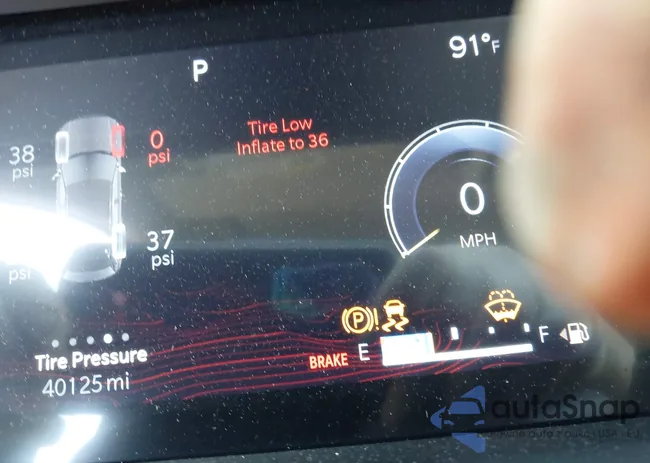 P
91°F
38
psi
0
psi
Tire Low
Inflate to 36
0
MPH
37
psi
psi
Tire Pressure
40125 mi
(P)!
BRAKE
E
F
autaSnap